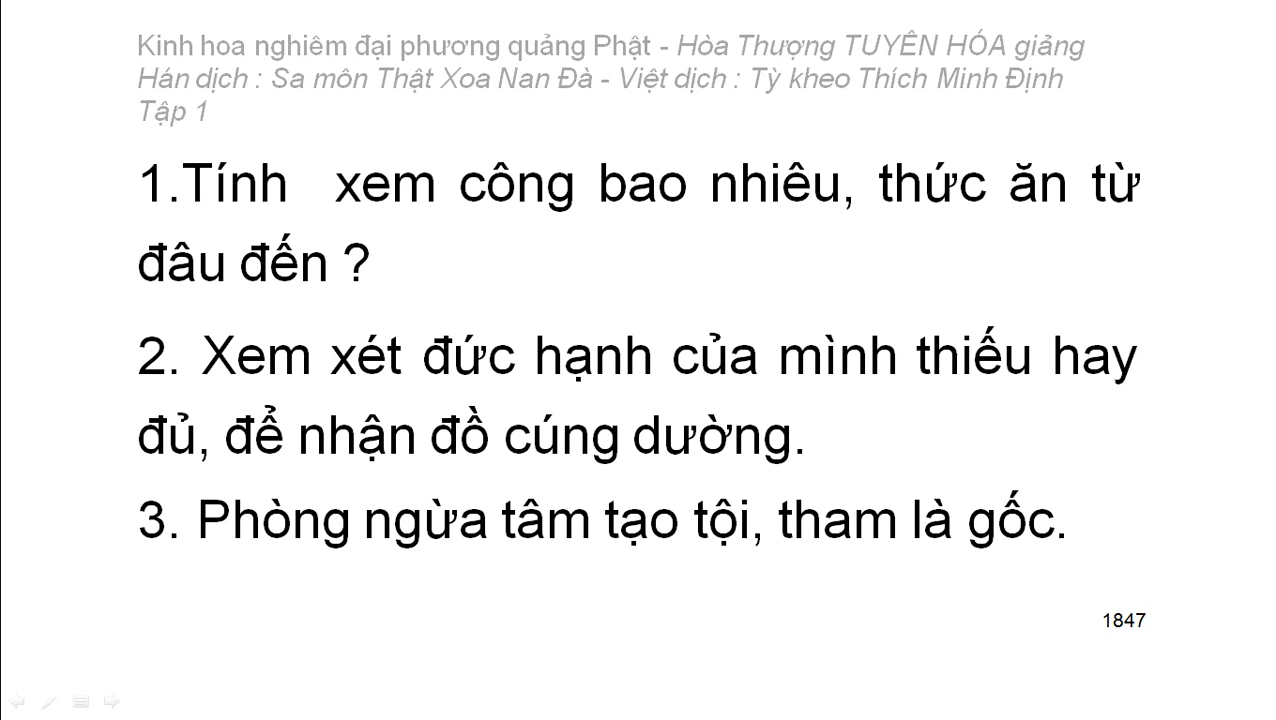 Kinh hoa nghiêm đại phương quảng Phật - Hòa Thượng TUYÊN HÓA giảng
Hán dịch : Sa môn Thật Xoa Nan Đà - Việt dịch : Tỳ kheo Thích Minh Định
Tập 1
1.Tính xem công bao nhiêu, thức ăn từ
đâu đến ?
2. Xem xét đức hạnh của mình thiếu hay
đủ, để nhận đồ cúng dường.
3. Phòng ngừa tâm tạo tội, tham là gốc.
1847